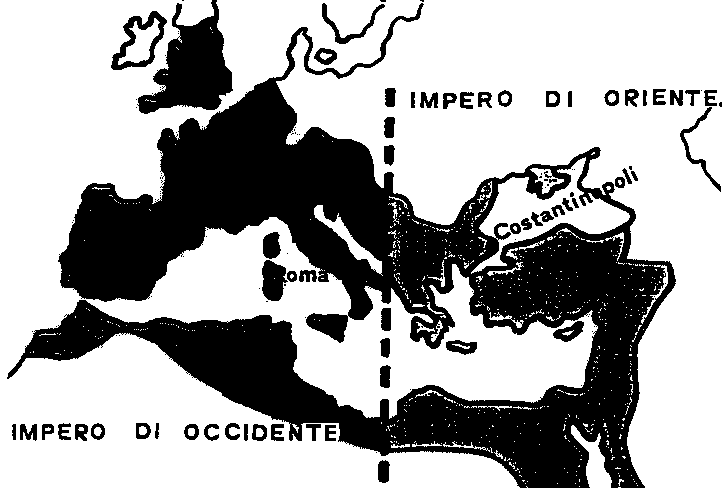 IMPERO DI ORIENTE.
Costantinopoli
Roma
IMPERO DI OCCIDENTE